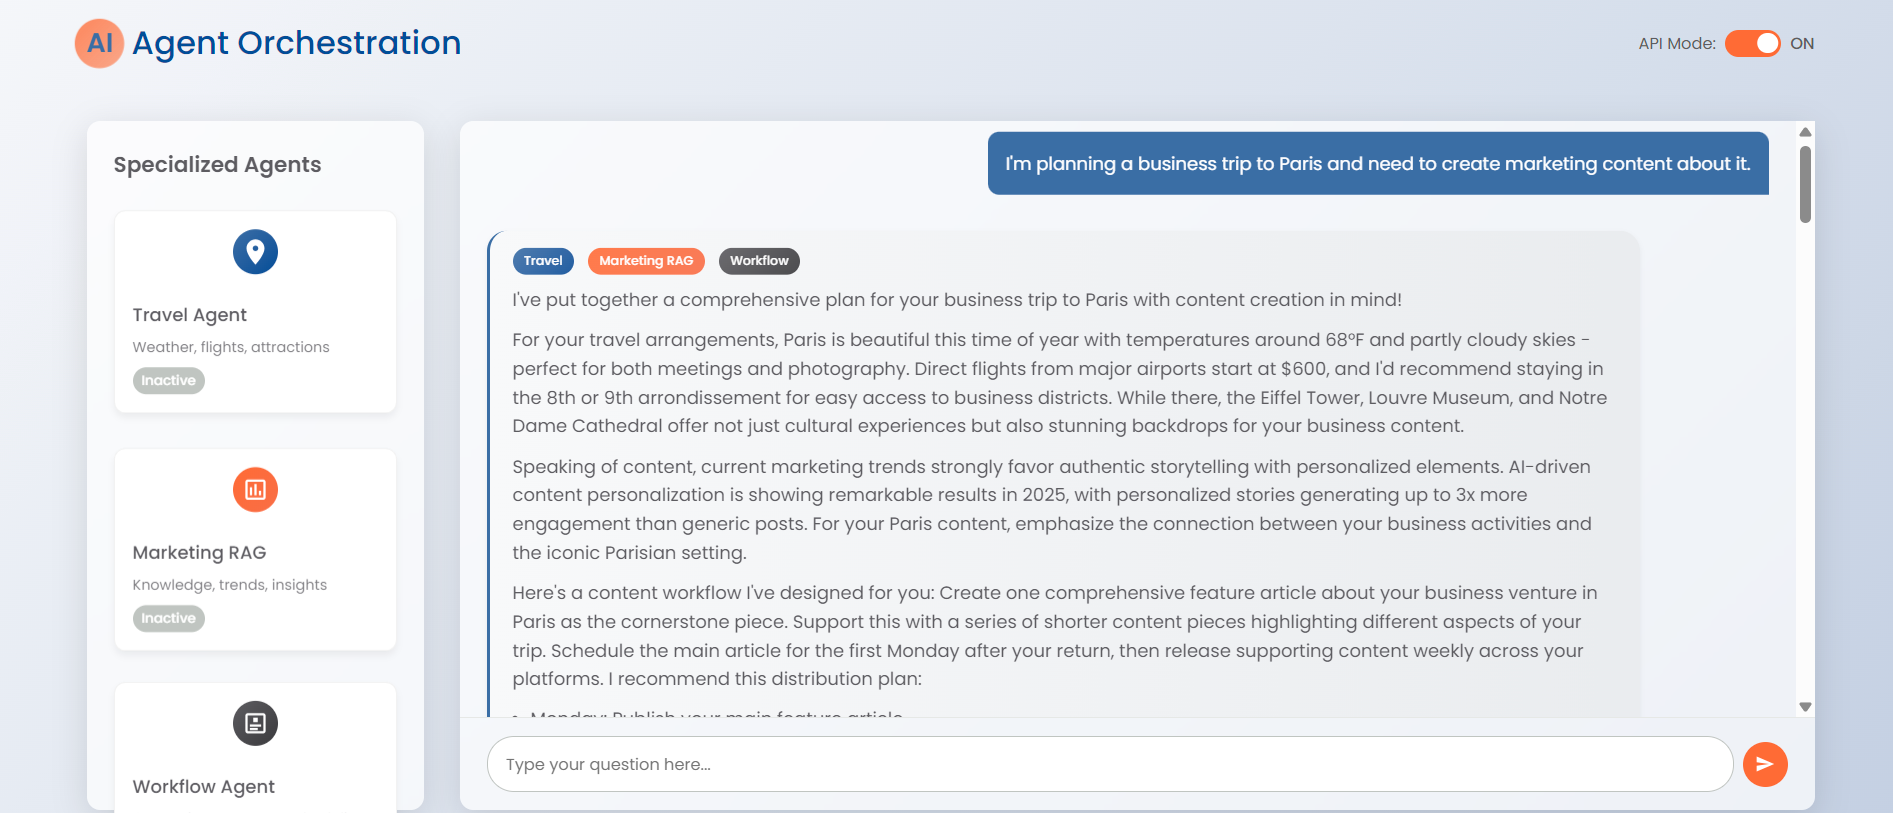 AI Agent Orchestration
API Mode: ON
Specialized Agents
Travel Agent
Weather, flights, attractions
Inactive
Marketing RAG
Knowledge, trends, insights
Inactive
Workflow Agent
I'm planning a business trip to Paris and need to create marketing content about it.
Travel Marketing RAG Workflow
I've put together a comprehensive plan for your business trip to Paris with content creation in mind!
For your travel arrangements, Paris is beautiful this time of year with temperatures around 68°F and partly cloudy skies -
perfect for both meetings and photography. Direct flights from major airports start at $600, and I'd recommend staying in
the 8th or 9th arrondissement for easy access to business districts. While there, the Eiffel Tower, Louvre Museum, and Notre
Dame Cathedral offer not just cultural experiences but also stunning backdrops for your business content.
Speaking of content, current marketing trends strongly favor authentic storytelling with personalized elements. AI-driven
content personalization is showing remarkable results in 2025, with personalized stories generating up to 3x more
engagement than generic posts. For your Paris content, emphasize the connection between your business activities and
the iconic Parisian setting.
Here's a content workflow I've designed for you: Create one comprehensive feature article about your business venture in
Paris as the cornerstone piece. Support this with a series of shorter content pieces highlighting different aspects of your
trip. Schedule the main article for the first Monday after your return, then release supporting content weekly across your
platforms. I recommend this distribution plan:
• Monday: Publish your main feature article
Type your question here...